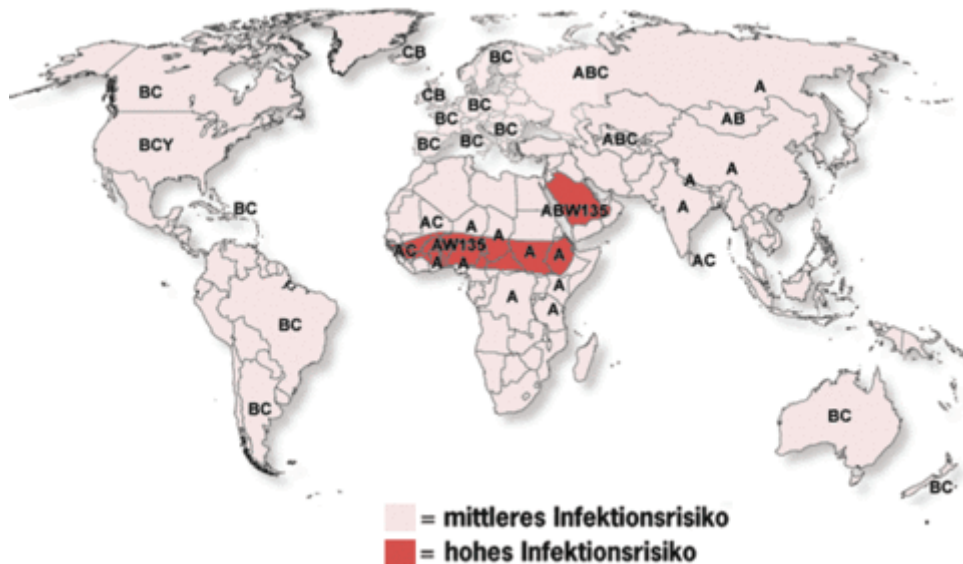 CB
BC
ABC
BC
A
CB
BC
BC
AB
BCY
BC
ABC
BC
BC
A
A
BC
A
ABW135
AC
A
A
AW135
AC
A
A
AC
A
A
A
A
A
BC
A
BC
BC
BC
= mittleres Infektionsrisiko
= hohes Infektionsrisiko